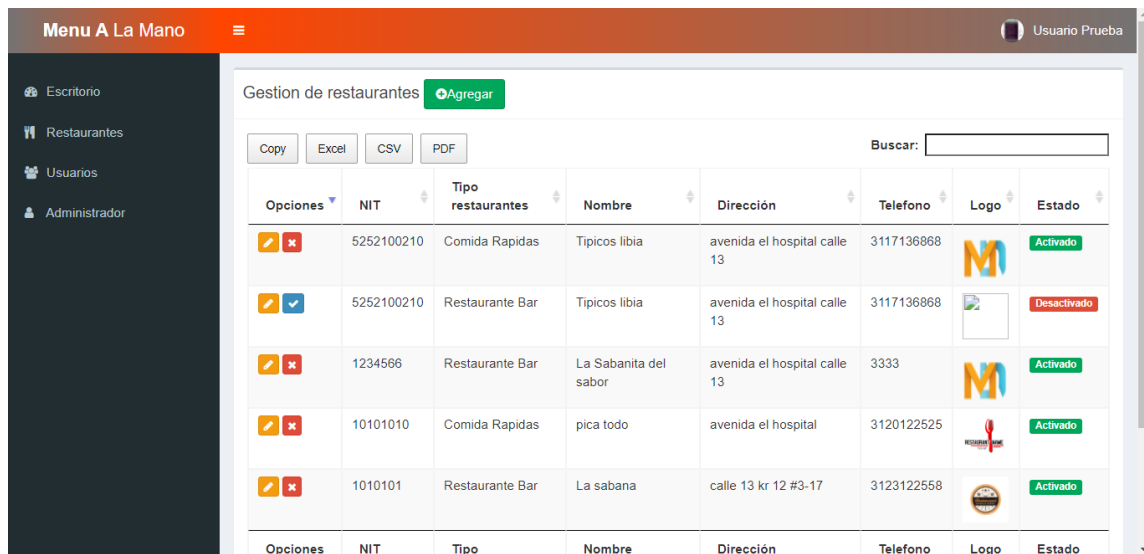 Menu A La Mano
Usuario Prueba
Escritorio
Restaurantes
Usuarios
Administrador
Gestion de restaurantes Agregar
Copy Excel CSV PDF Buscar:
Opciones NIT Tipo restaurantes Nombre Dirección Telefono Logo Estado
5252100210 Comida Rapidas Tipicos libia avenida el hospital calle 13 3117136868 Activado
5252100210 Restaurante Bar Tipicos libia avenida el hospital calle 13 3117136868 Desactivado
1234566 Restaurante Bar La Sabanita del sabor avenida el hospital calle 13 3333 Activado
10101010 Comida Rapidas pica todo avenida el hospital 3120122525 Activado
1010101 Restaurante Bar La sabana calle 13 kr 12 #3-17 3123122558 Activado
Opciones NIT Tipo Nombre Dirección Telefono Logo Estado